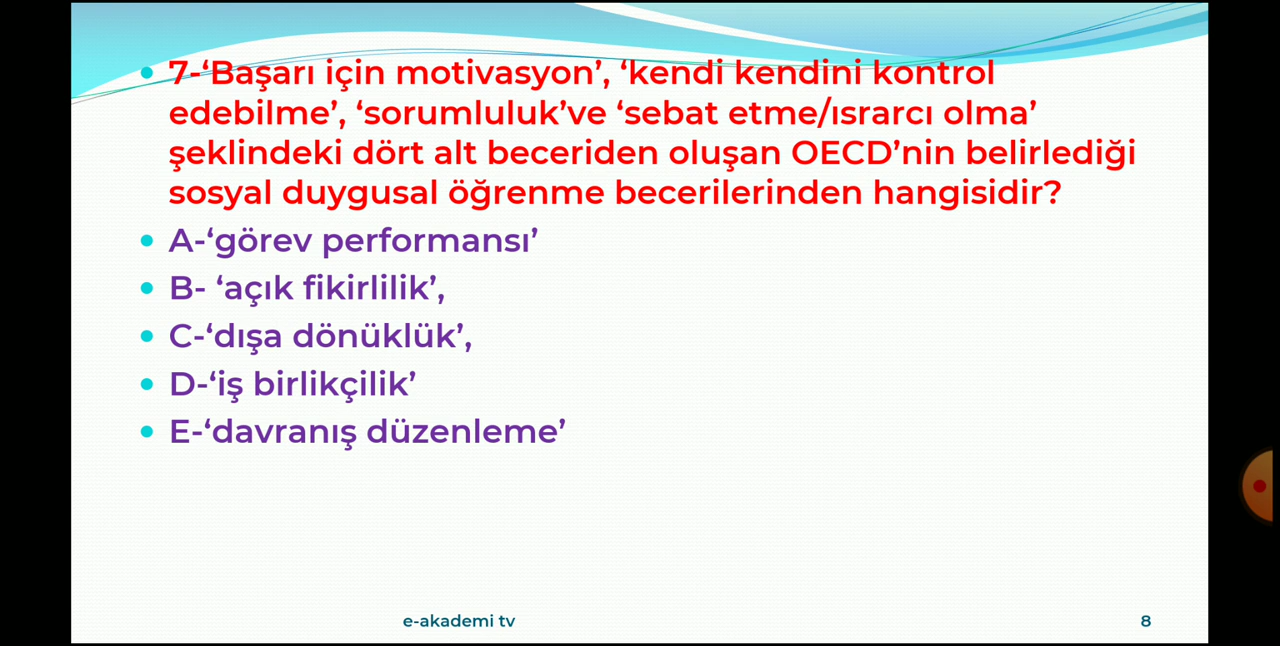 7-‘Başarı için motivasyon’, ‘kendi kendini kontrol
edebilme’, ‘sorumluluk’ve ‘sebat etme/ısrarcı olma’
şeklindeki dört alt beceriden oluşan OECD’nin belirlediği
sosyal duygusal öğrenme becerilerinden hangisidir?
A-‘görev performansı’
B- ‘açık fikirlilik’,
C-‘dışa dönüklük’,
D-‘iş birlikçilik’
E-‘davranış düzenleme’
e-akademi tv
8